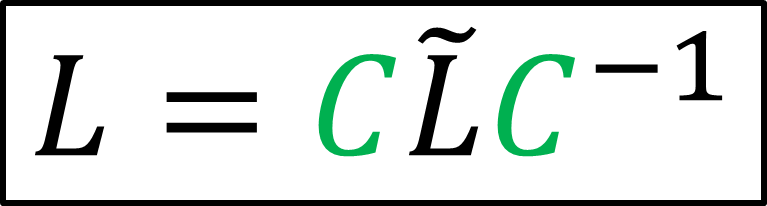 L = CL̃C⁻¹